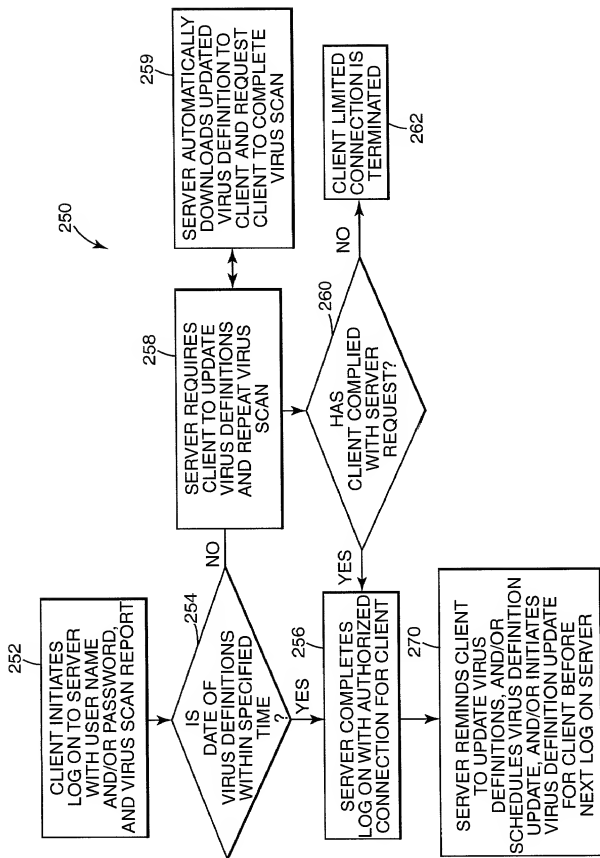 250
252
CLIENT INITIATES
LOG ON TO SERVER
WITH USER NAME
AND/OR PASSWORD,
AND VIRUS SCAN REPORT
254
IS
DATE OF
VIRUS DEFINITIONS
WITHIN SPECIFIED
TIME
?
NO
YES
258
SERVER REQUIRES
CLIENT TO UPDATE
VIRUS DEFINITIONS
AND REPEAT VIRUS
SCAN
259
SERVER AUTOMATICALLY
DOWNLOADS UPDATED
VIRUS DEFINITION TO
CLIENT AND REQUEST
CLIENT TO COMPLETE
VIRUS SCAN
256
SERVER COMPLETES
LOG ON WITH AUTHORIZED
CONNECTION FOR CLIENT
YES
260
HAS
CLIENT COMPLIED
WITH SERVER
REQUEST?
NO
CLIENT LIMITED
CONNECTION IS
TERMINATED
262
270
SERVER REMINDS CLIENT
TO UPDATE VIRUS
DEFINITIONS, AND/OR
SCHEDULES VIRUS DEFINITION
UPDATE, AND/OR INITIATES
VIRUS DEFINITION UPDATE
FOR CLIENT BEFORE
NEXT LOG ON SERVER